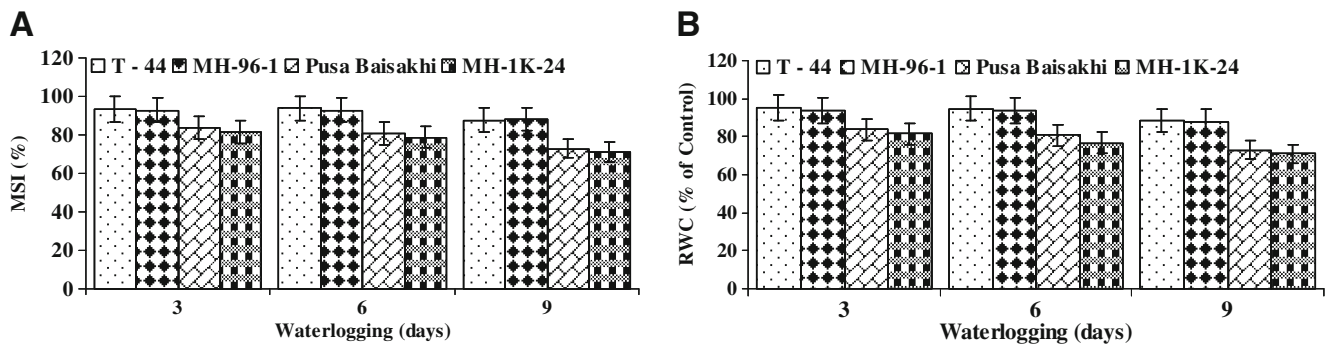 A
120
T - 44 MH-96-1 Pusa Baisakhi MH-1K-24
100
80
60
40
20
0
MSI (%)
3 6 9
Waterlogging (days)
B
120
T - 44 MH-96-1 Pusa Baisakhi MH-1K-24
100
80
60
40
20
0
RWC (% of Control)
3 6 9
Waterlogging (days)